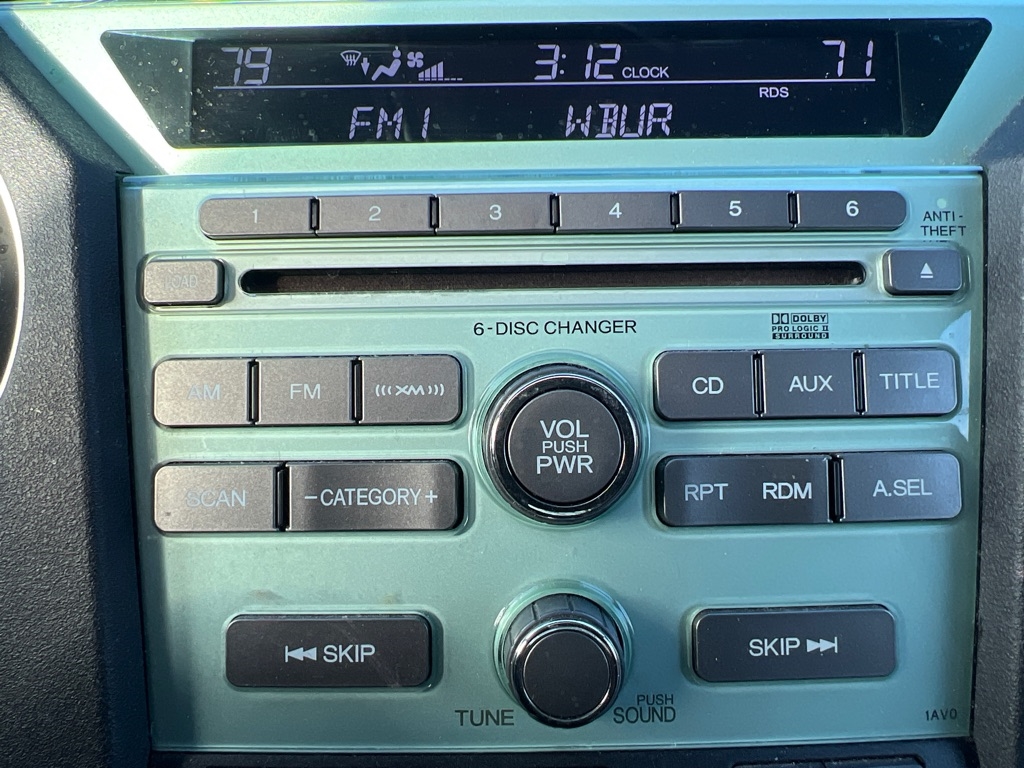 79 3:12 CLOCK 71
RDS
FM1 WBUR
1 2 3 4 5 6
ANTI-
THEFT
LOAD
6-DISC CHANGER
DOLBY
PRO LOGIC II
SURROUND
AM FM XM CD AUX TITLE
VOL
PUSH
PWR
SCAN -CATEGORY+ RPT RDM A.SEL
SKIP SKIP
TUNE
PUSH
SOUND
1AV0